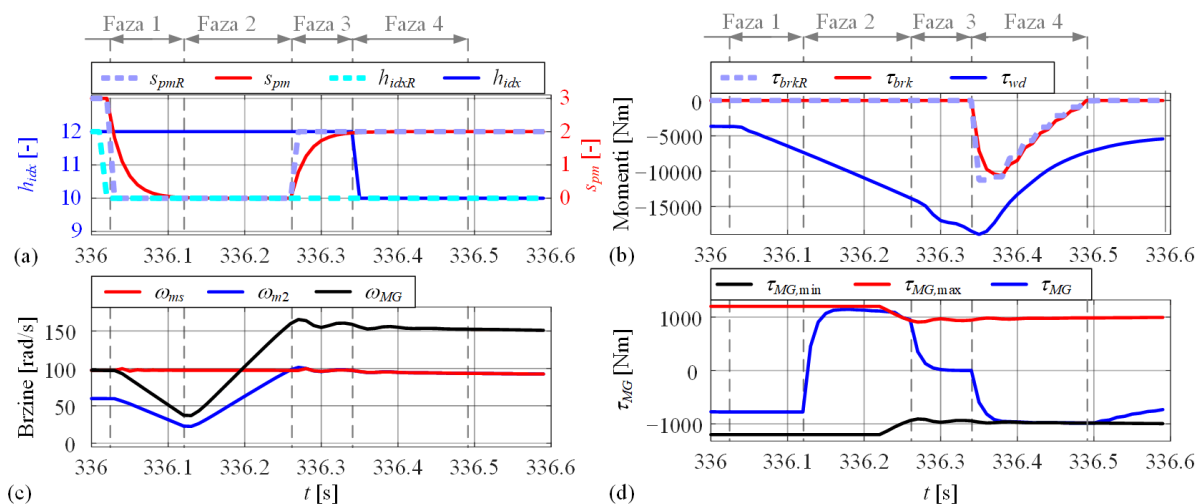 Faza 1 Faza 2 Faza 3 Faza 4
s_pmR s_pm h_idxR h_idx
h_idx [-]
12
11
10
9
3
2
1
0
s_pm [-]
(a)
336 336.1 336.2 336.3 336.4 336.5 336.6
Faza 1 Faza 2 Faza 3 Faza 4
τ_brkR τ_brk τ_wd
Momenti [Nm]
0
−5000
−10000
−15000
(b)
336 336.1 336.2 336.3 336.4 336.5 336.6
ω_ms ω_m2 ω_MG
Brzine [rad/s]
150
100
50
0
(c)
336 336.1 336.2 336.3 336.4 336.5 336.6
t [s]
τ_MG,min τ_MG,max τ_MG
τ_MG [Nm]
1000
0
−1000
(d)
336 336.1 336.2 336.3 336.4 336.5 336.6
t [s]